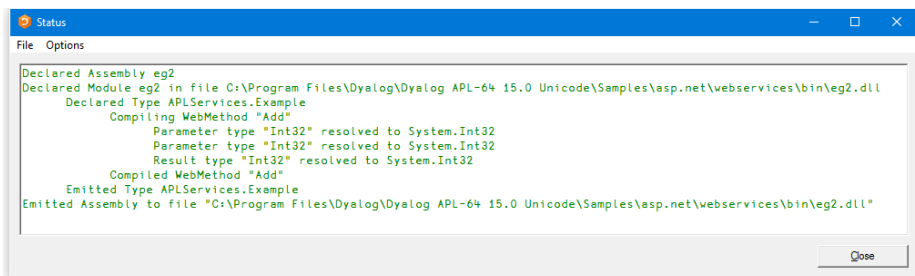 Status
File Options
Declared Assembly eg2
Declared Module eg2 in file C:\Program Files\Dyalog\Dyalog APL-64 15.0 Unicode\Samples\asp.net\webservices\bin\eg2.dll
Declared Type APLServices.Example
Compiling WebMethod "Add"
Parameter type "Int32" resolved to System.Int32
Parameter type "Int32" resolved to System.Int32
Result type "Int32" resolved to System.Int32
Compiled WebMethod "Add"
Emitted Type APLServices.Example
Emitted Assembly to file "C:\Program Files\Dyalog\Dyalog APL-64 15.0 Unicode\Samples\asp.net\webservices\bin\eg2.dll"
Close